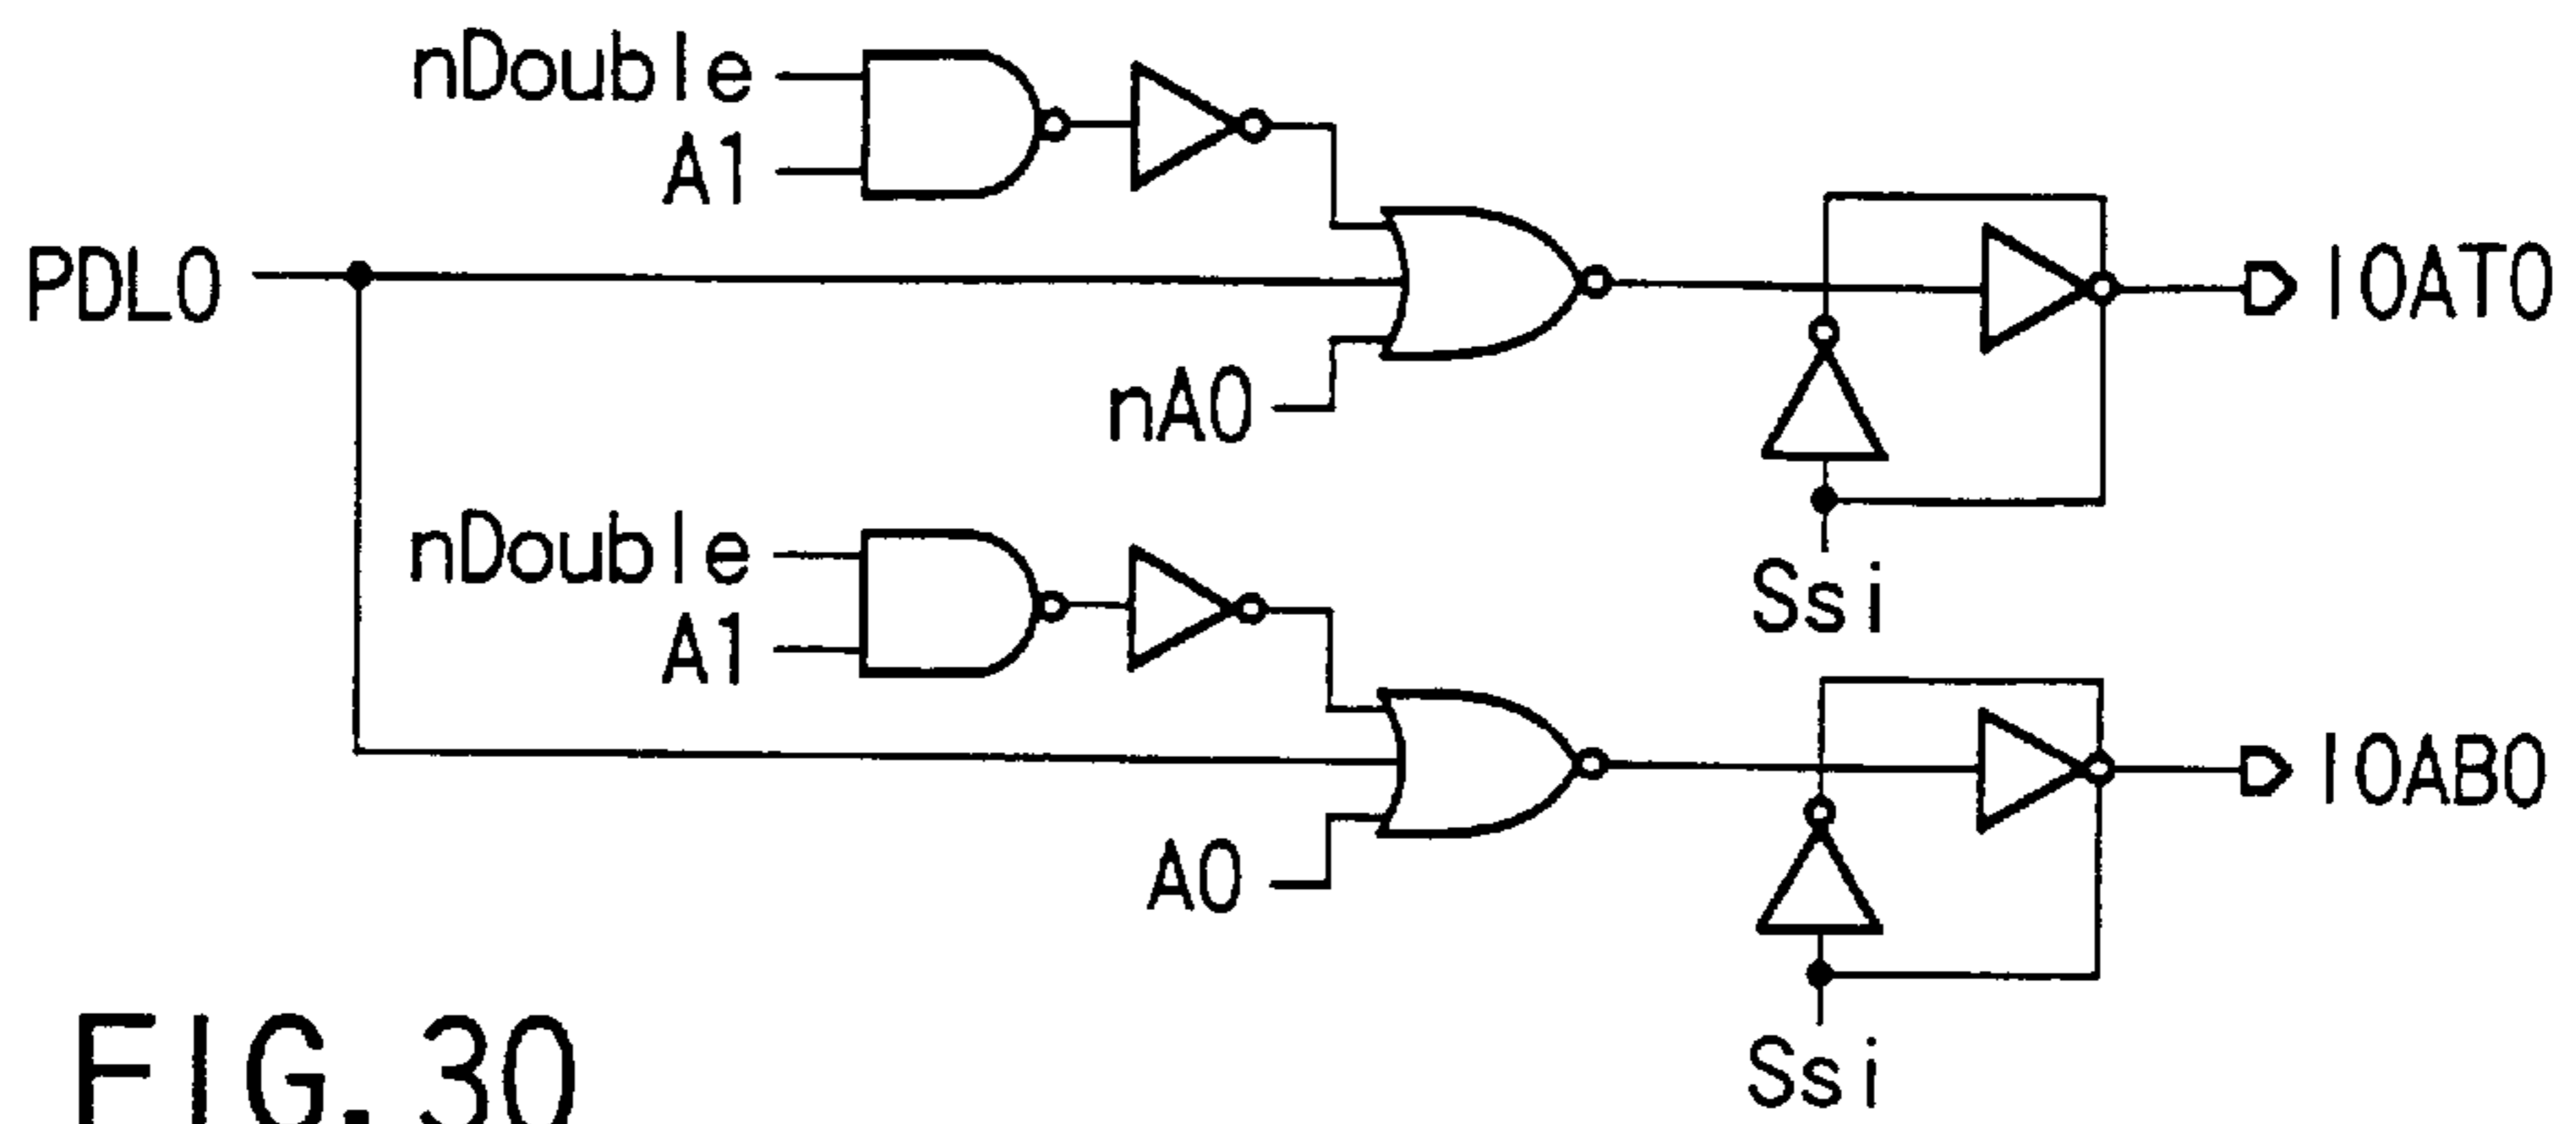 nDouble
A1
PDL0
IOAT0
nA0
Ssi
nDouble
A1
IOAB0
A0
Ssi
FIG. 30